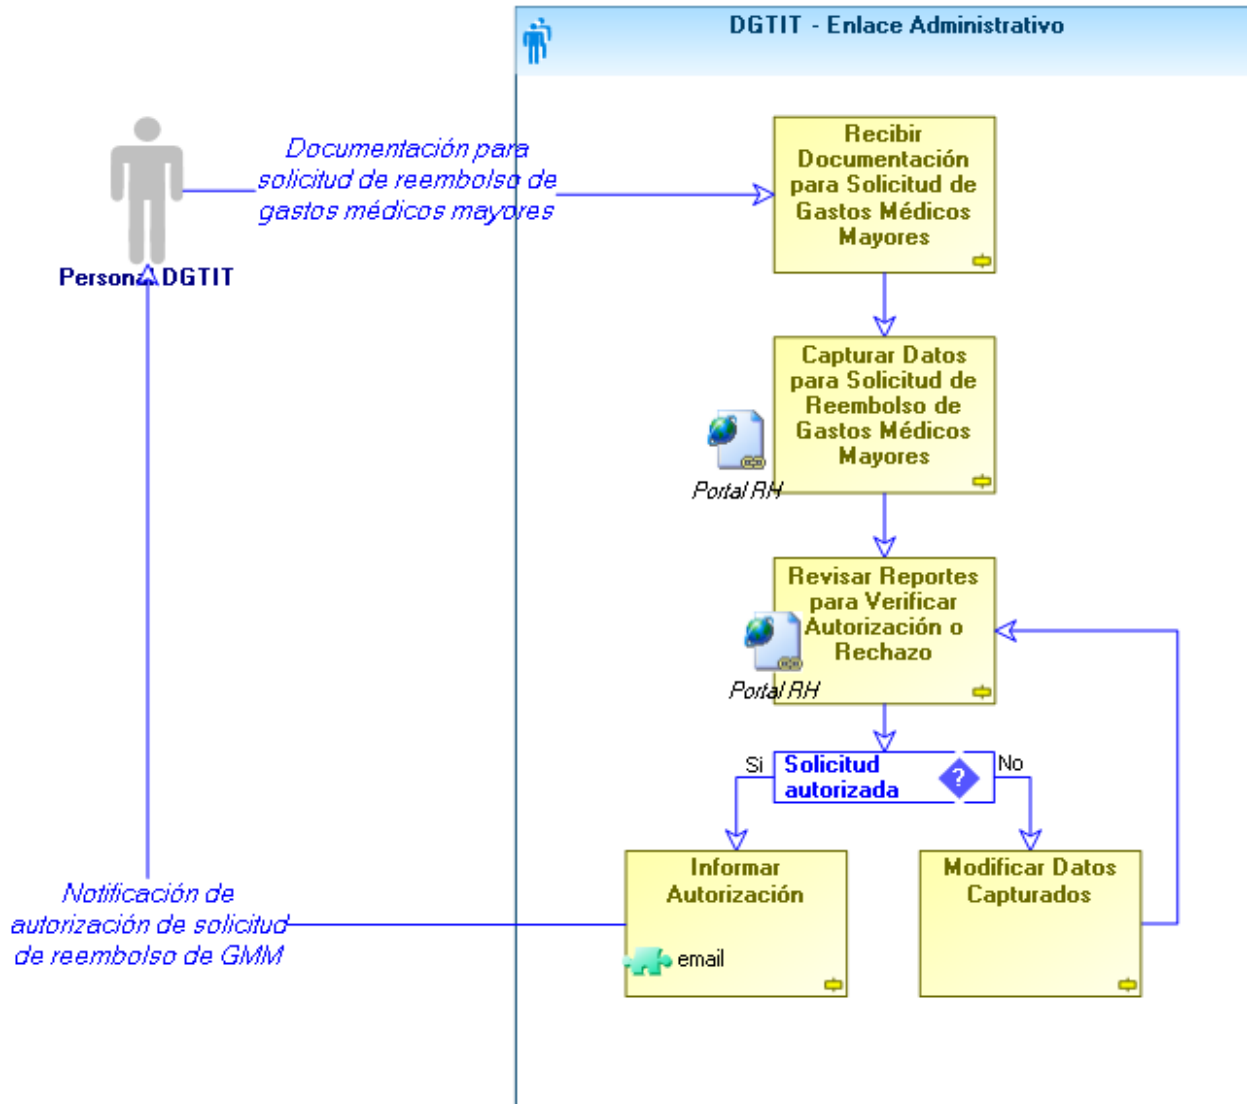 DGTIT - Enlace Administrativo
Documentación para
solicitud de reembolso de
gastos médicos mayores
Personal DGTIT
Recibir
Documentación
para Solicitud de
Gastos Médicos
Mayores
Capturar Datos
para Solicitud de
Reembolso de
Gastos Médicos
Mayores
Portal RH
Revisar Reportes
para Verificar
Autorización o
Rechazo
Portal RH
Si
Solicitud
autorizada
?
No
Informar
Autorización
email
Modificar Datos
Capturados
Notificación de
autorización de solicitud
de reembolso de GMM